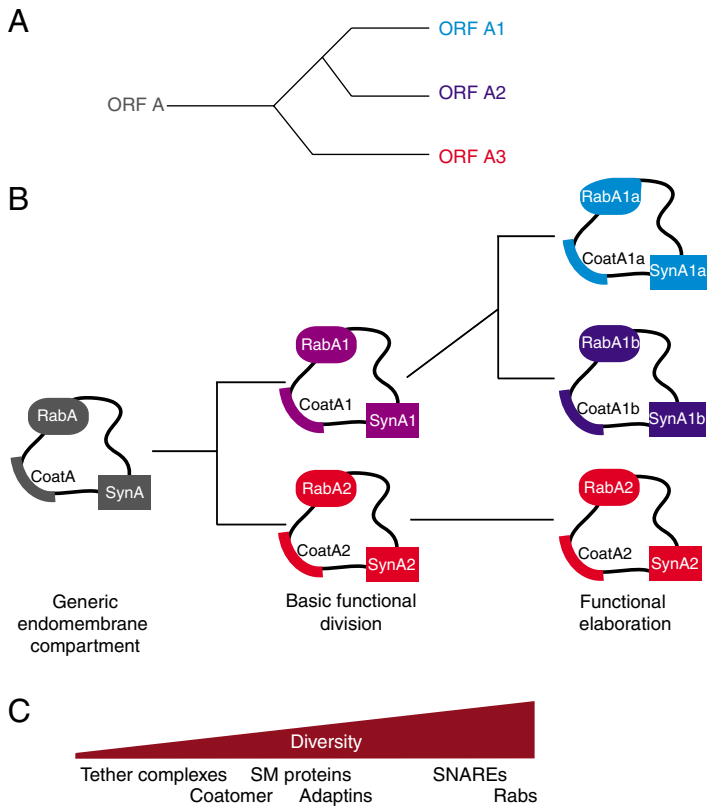 A
ORF A
ORF A1
ORF A2
ORF A3
B
RabA
CoatA
SynA
Generic
endomembrane
compartment
RabA1
CoatA1
SynA1
RabA2
CoatA2
SynA2
Basic functional
division
RabA1a
CoatA1a
SynA1a
RabA1b
CoatA1b
SynA1b
RabA2
CoatA2
SynA2
Functional
elaboration
C
Diversity
Tether complexes SM proteins SNAREs
Coatomer Adaptins Rabs